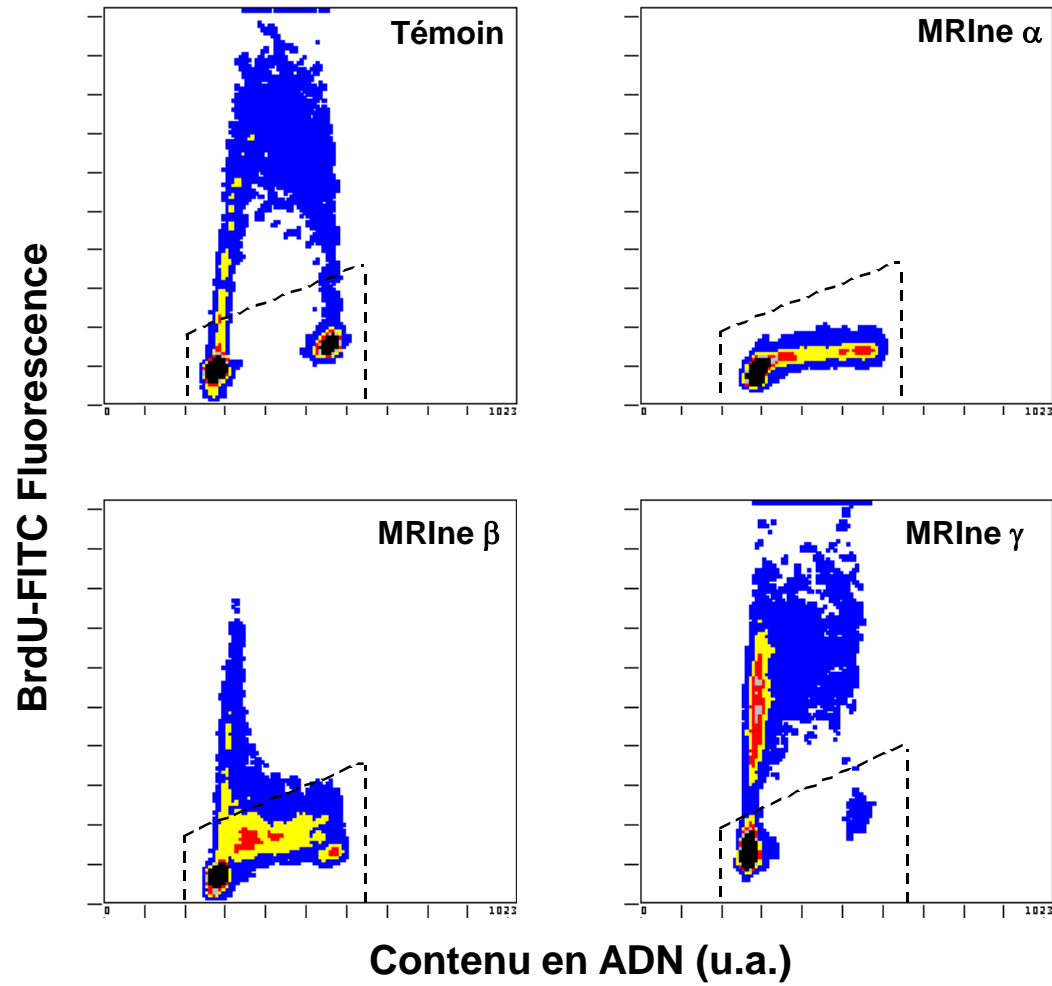 Témoin
MRIne α
0
1023
0
1023
MRIne β
MRIne γ
0
1023
0
1023
BrdU-FITC Fluorescence
Contenu en ADN (u.a.)